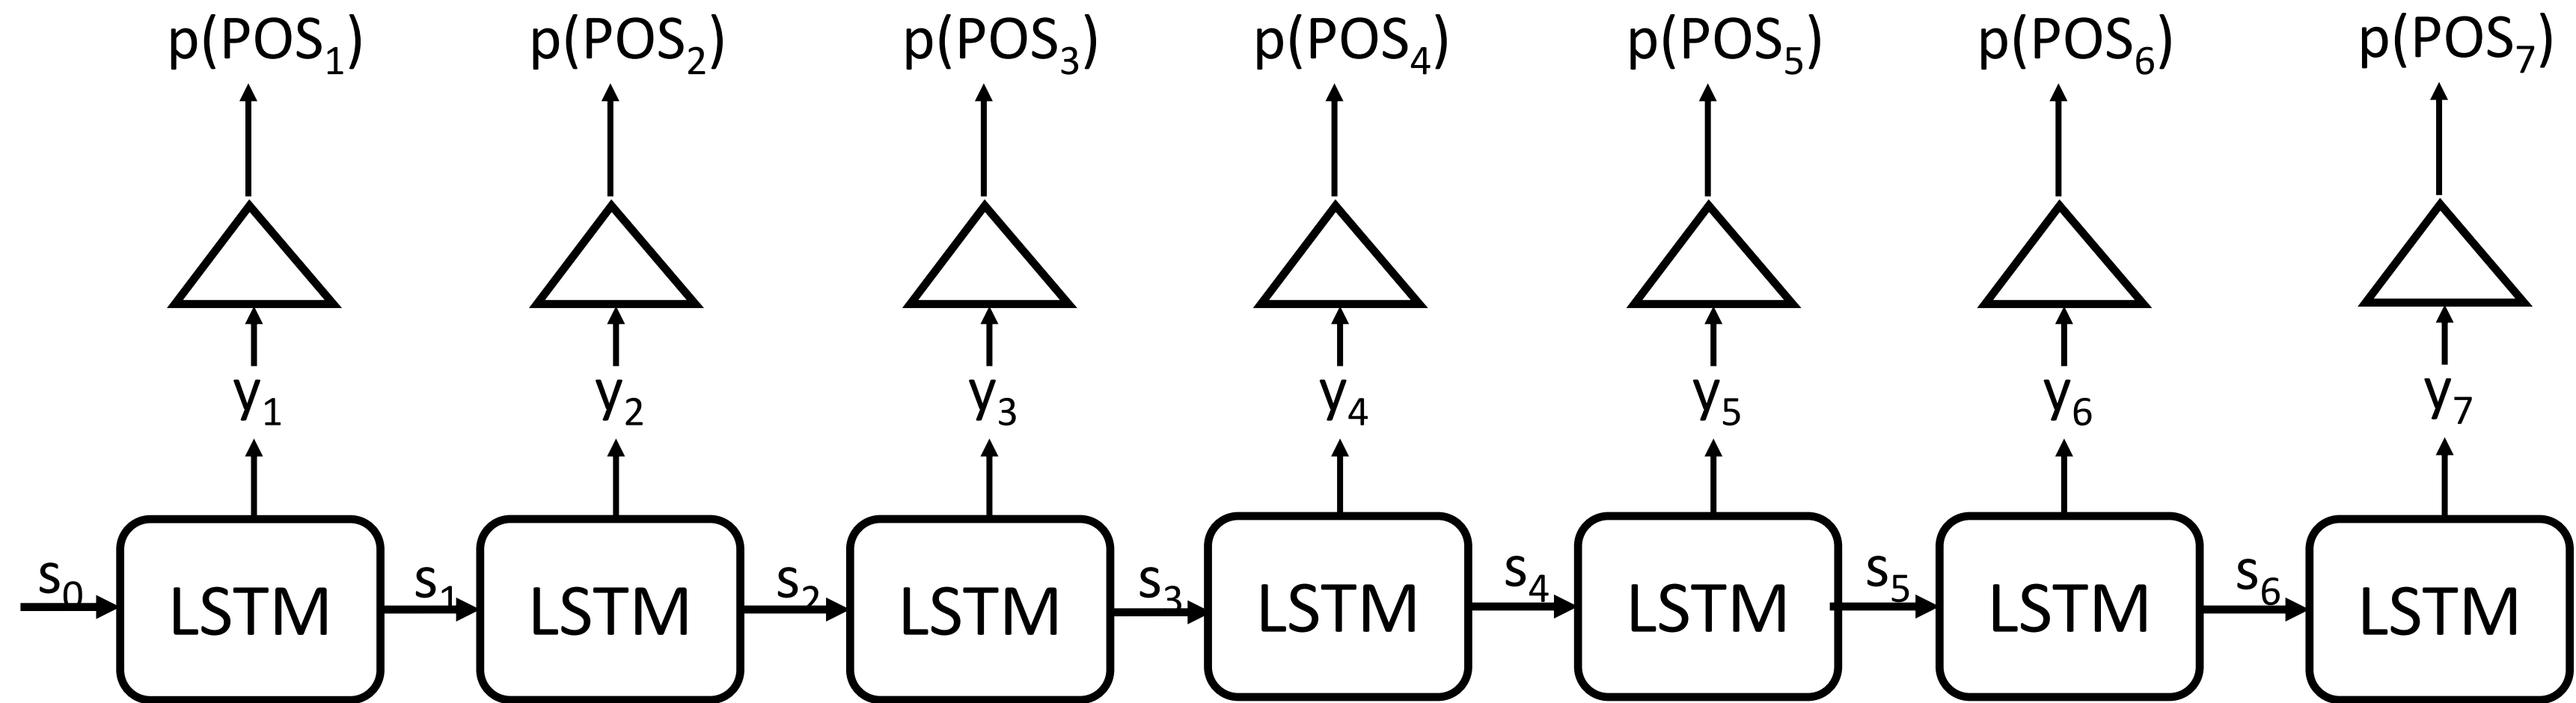 p(POS₁) p(POS₂) p(POS₃) p(POS₄) p(POS₅) p(POS₆) p(POS₇)
y₁ y₂ y₃ y₄ y₅ y₆ y₇
s₀ LSTM s₁ LSTM s₂ LSTM s₃ LSTM s₄ LSTM s₅ LSTM s₆ LSTM